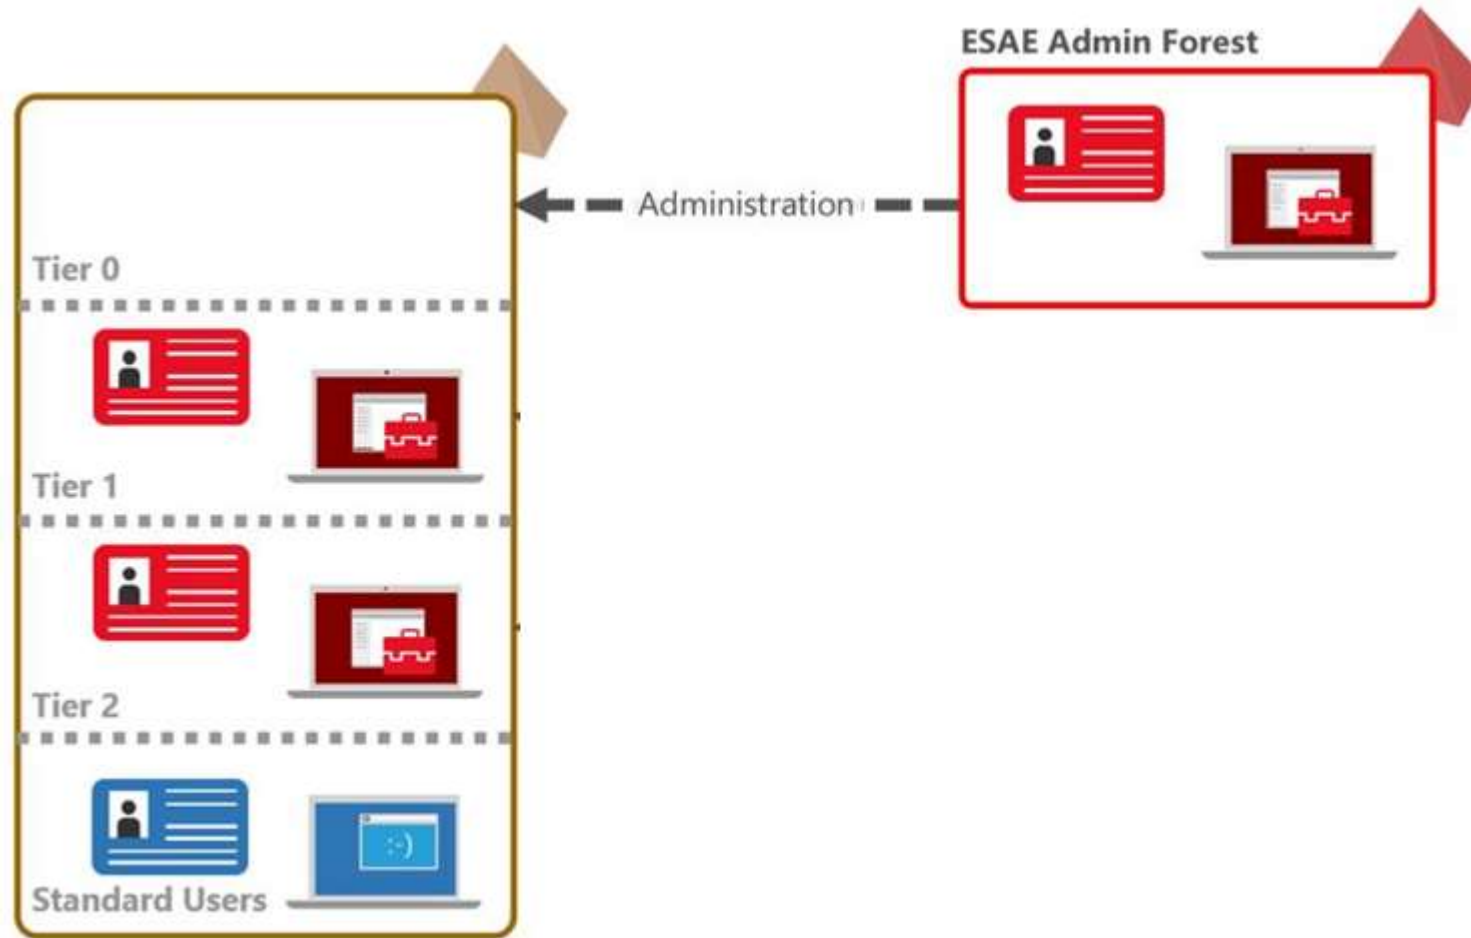 ESAE Admin Forest
Administration
Tier 0
Tier 1
Tier 2
:-)
Standard Users